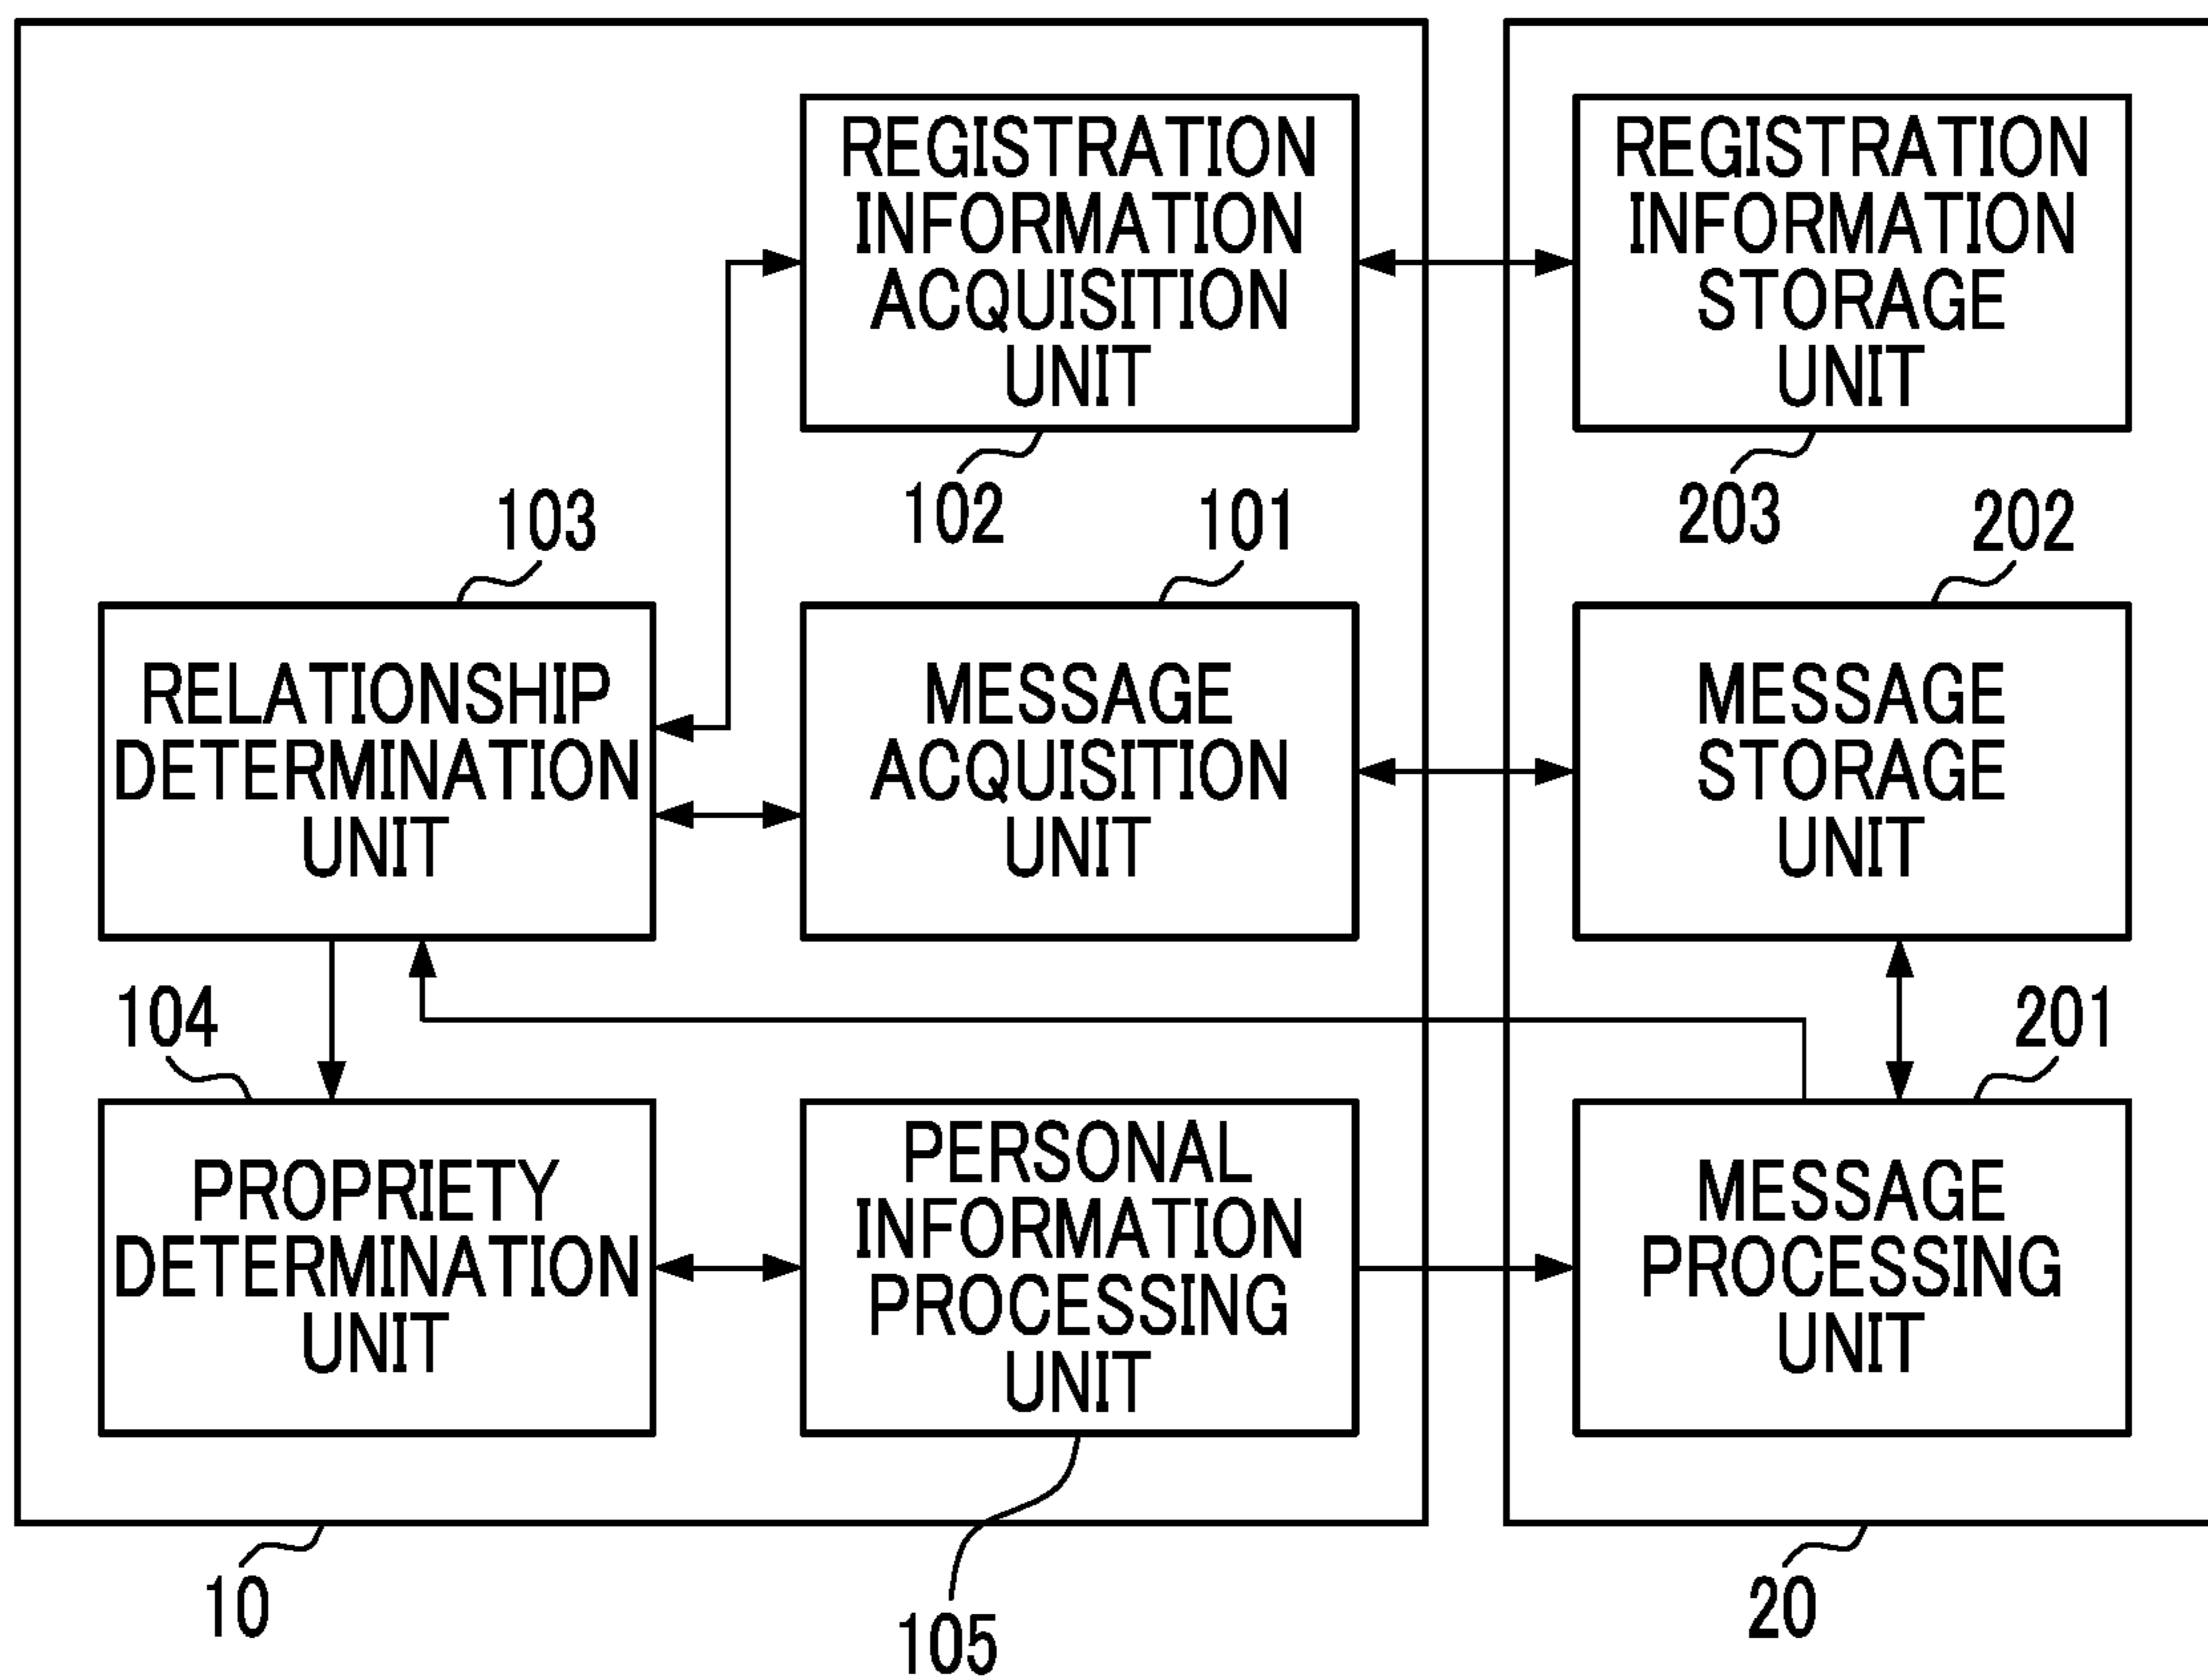 REGISTRATION
INFORMATION
ACQUISITION
UNIT
102
REGISTRATION
INFORMATION
STORAGE
UNIT
203
103
RELATIONSHIP
DETERMINATION
UNIT
101
MESSAGE
ACQUISITION
UNIT
202
MESSAGE
STORAGE
UNIT
104
PROPRIETY
DETERMINATION
UNIT
PERSONAL
INFORMATION
PROCESSING
UNIT
105
201
MESSAGE
PROCESSING
UNIT
10
20